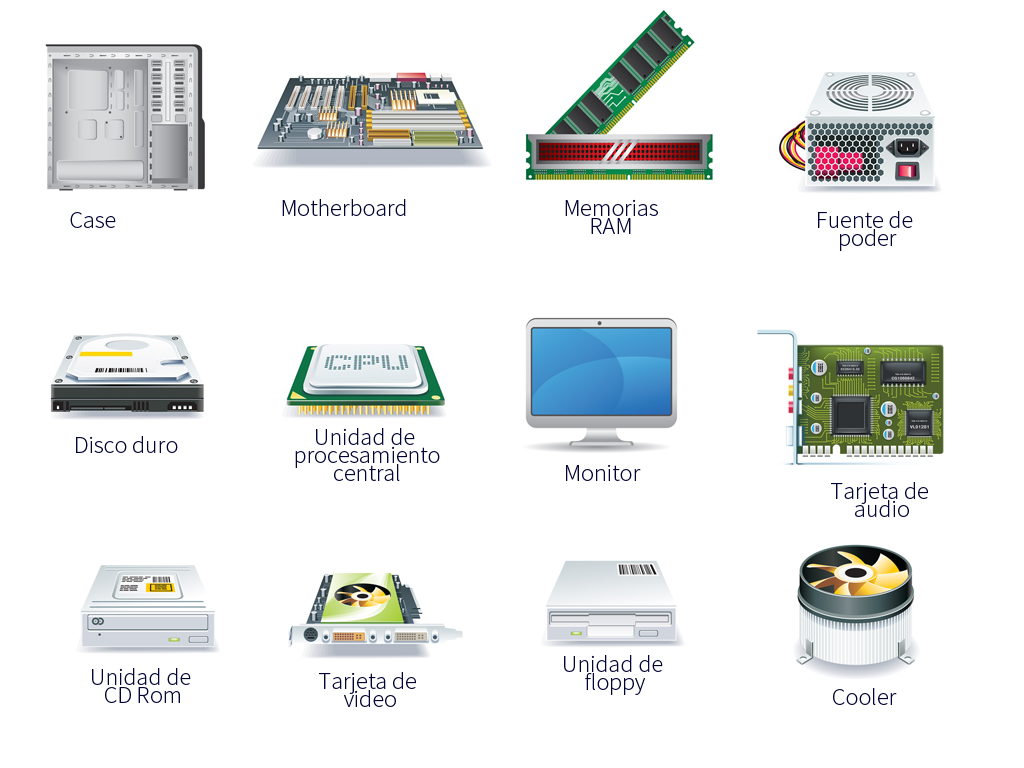 Case
Motherboard
Memorias
RAM
Fuente de
poder
Disco duro
CPU
Unidad de
procesamiento
central
Monitor
Tarjeta de
audio
Unidad de
CD Rom
Tarjeta de
video
Unidad de
floppy
Cooler